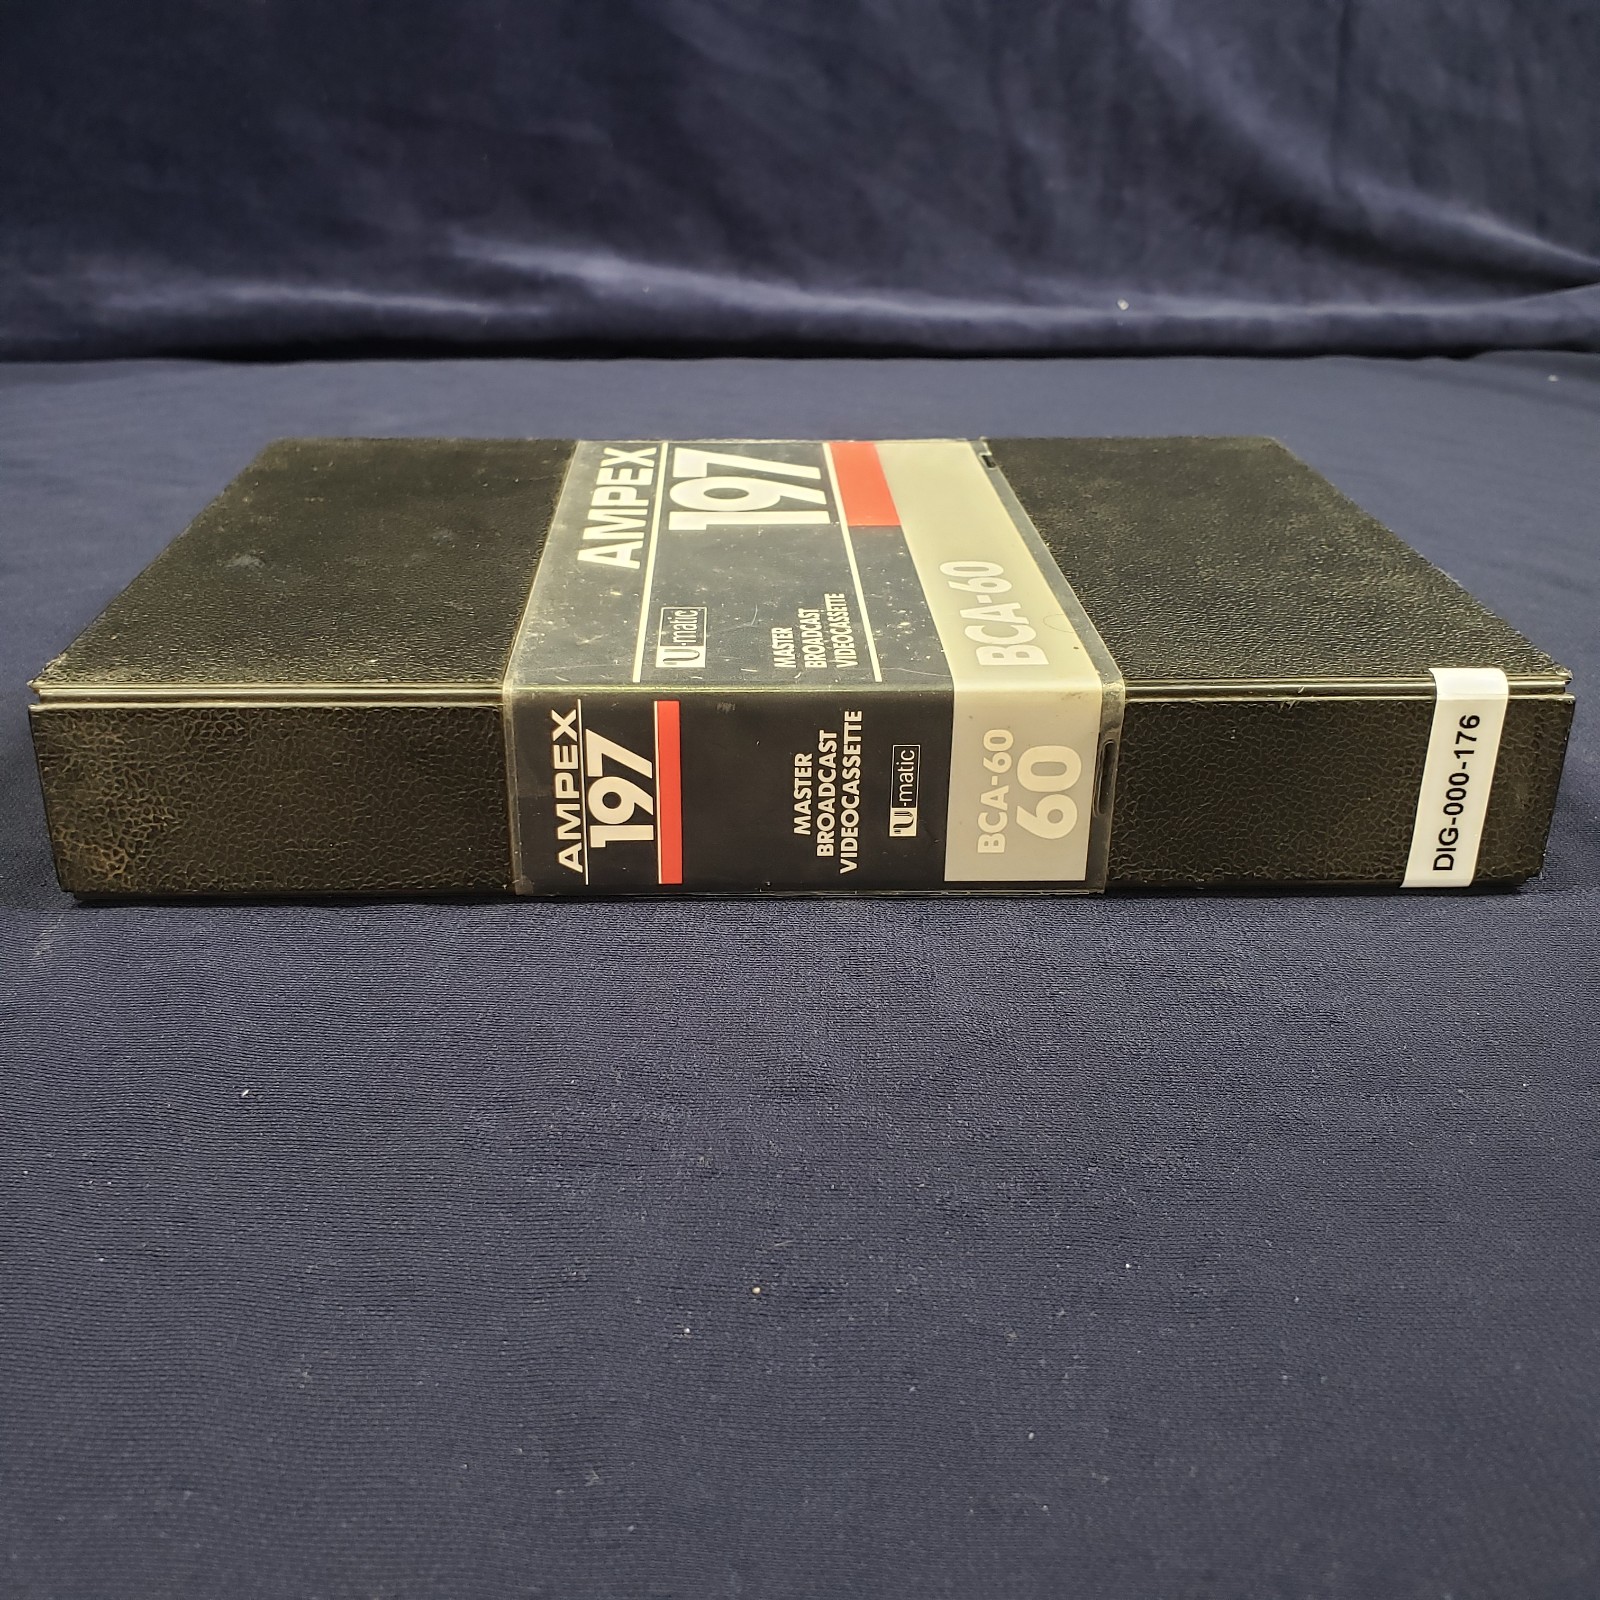 AMPEX
197
U-matic
MASTER
BROADCAST
VIDEOCASSETTE
BCA-60
AMPEX
197
MASTER
BROADCAST
VIDEOCASSETTE
U-matic
BCA-60
60
DIG-000-176